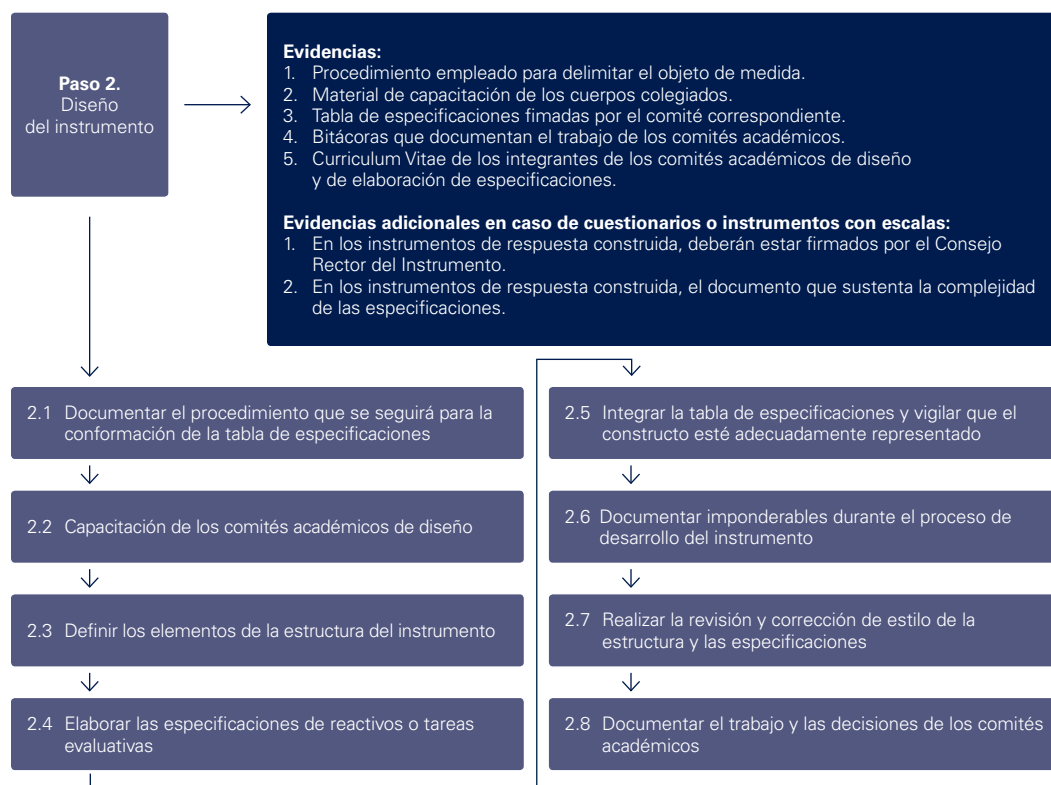 Paso 2.
Diseño
del instrumento
Evidencias:
1. Procedimiento empleado para delimitar el objeto de medida.
2. Material de capacitación de los cuerpos colegiados.
3. Tabla de especificaciones fimadas por el comité correspondiente.
4. Bitácoras que documentan el trabajo de los comités académicos.
5. Curriculum Vitae de los integrantes de los comités académicos de diseño
y de elaboración de especificaciones.
Evidencias adicionales en caso de cuestionarios o instrumentos con escalas:
1. En los instrumentos de respuesta construida, deberán estar firmados por el Consejo
Rector del Instrumento.
2. En los instrumentos de respuesta construida, el documento que sustenta la complejidad
de las especificaciones.
2.1 Documentar el procedimiento que se seguirá para la
conformación de la tabla de especificaciones
2.2 Capacitación de los comités académicos de diseño
2.3 Definir los elementos de la estructura del instrumento
2.4 Elaborar las especificaciones de reactivos o tareas
evaluativas
2.5 Integrar la tabla de especificaciones y vigilar que el
constructo esté adecuadamente representado
2.6 Documentar imponderables durante el proceso de
desarrollo del instrumento
2.7 Realizar la revisión y corrección de estilo de la
estructura y las especificaciones
2.8 Documentar el trabajo y las decisiones de los comités
académicos